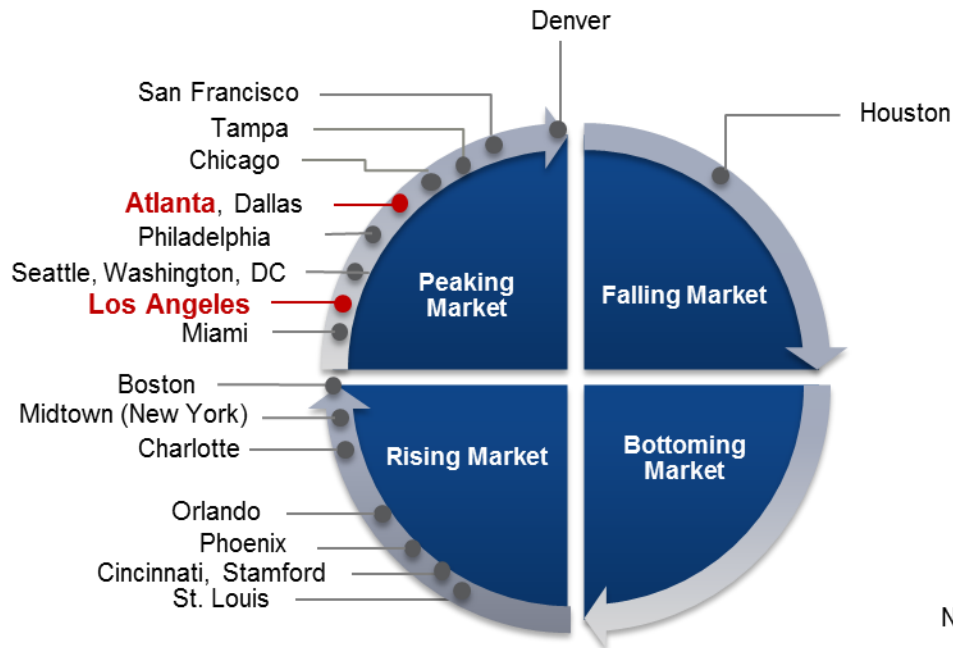 Denver
San Francisco
Houston
Tampa
Chicago
Atlanta, Dallas
Philadelphia
Seattle, Washington, DC
Los Angeles
Miami
Peaking
Market
Falling Market
Boston
Midtown (New York)
Charlotte
Rising Market
Bottoming
Market
Orlando
Phoenix
Cincinnati, Stamford
St. Louis
N